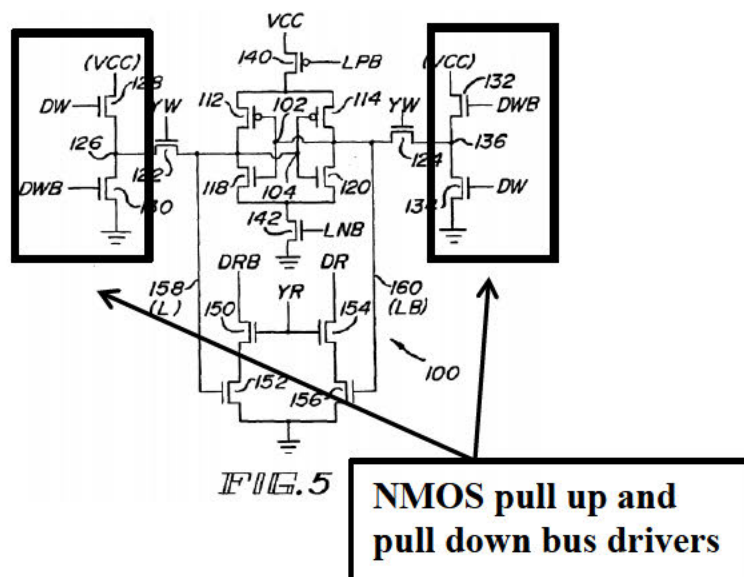 VCC
140
LPB
(VCC)
128
DW
YW
112
102
114
YW
(VCC)
132
DWB
126
136
122
124
118
104
120
DWB
130
134
DW
142
LNB
158
(L)
DRB
DR
160
(LB)
150
YR
154
152
156
100
FIG.5
NMOS pull up and
pull down bus drivers